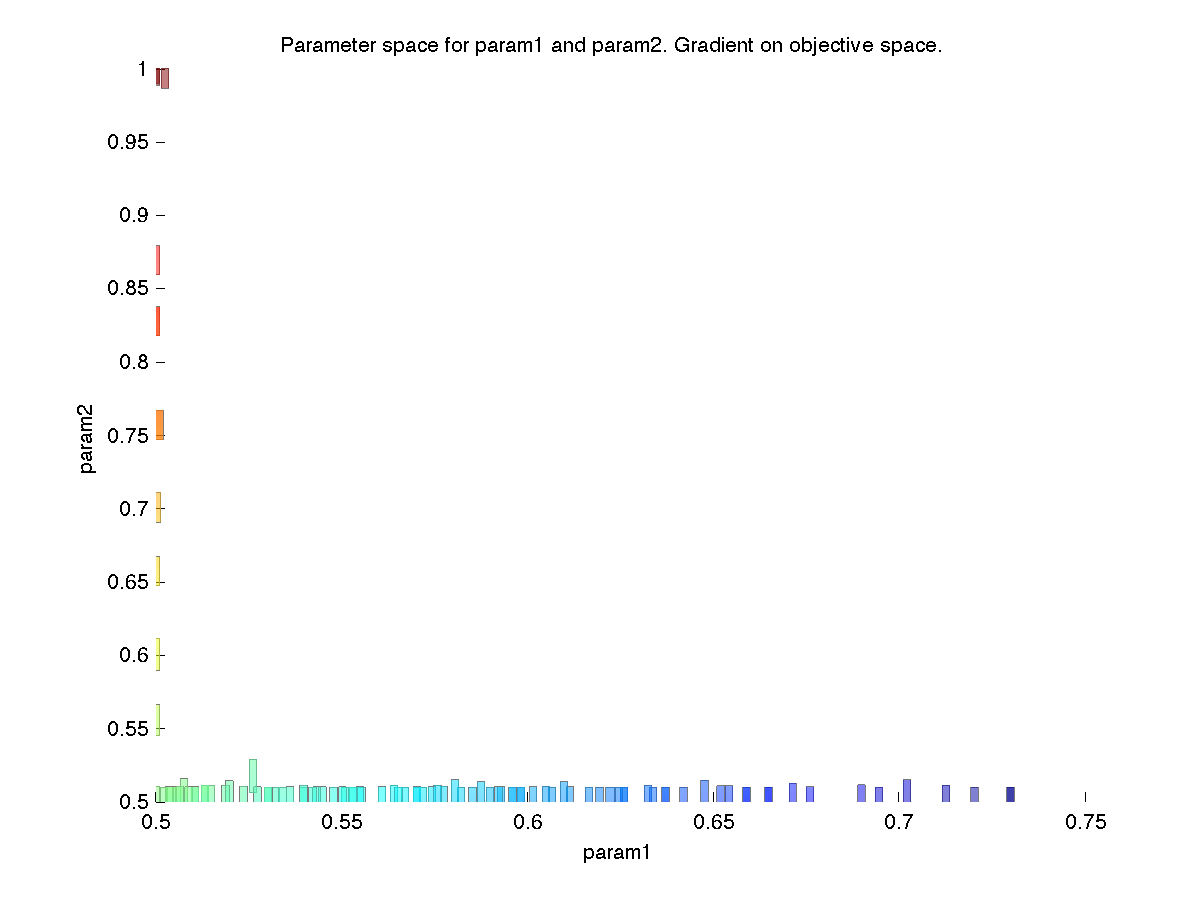 Parameter space for param1 and param2. Gradient on objective space.
1
0.95
0.9
0.85
0.8
0.75
0.7
0.65
0.6
0.55
0.5
param2
0.5 0.55 0.6 0.65 0.7 0.75
param1